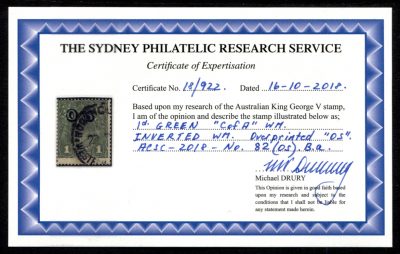 THE SYDNEY PHILATELIC RESEARCH SERVICE
Certificate of Expertisation
Certificate No. 18/922. Dated 16-10-2018.
Based upon my research of the Australian King George V stamp,
I am of the opinion and describe the stamp illustrated below as:
1d. GREEN "C of A" WM.
INVERTED WM. Overprinted "OS".
ACSC-2018-No. 82(OS).B.a.
Michael DRURY
This Opinion is given in good faith based
upon my research and subject to the
conditions that I shall not be liable for
any statement made herein.